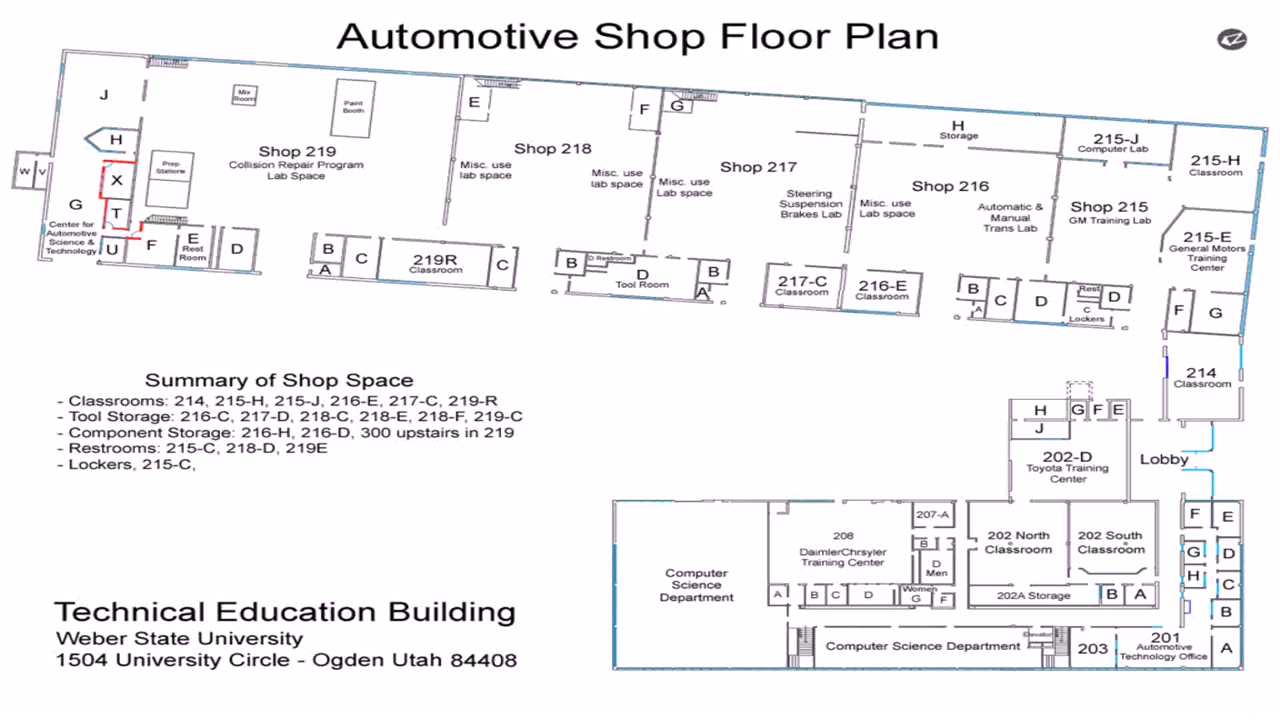 Automotive Shop Floor Plan
J
H
X
T
G
W V
Center for
Automotive
Science &
Technology
U
F
E
Rest
Room
D
Mix
Room
Paint
Booth
Prep
Stations
Shop 219
Collision Repair Program
Lab Space
B
A
C
219R
Classroom
C
E
Shop 218
Misc. use
lab space
F
Misc. use
lab space
B
D Restroom
D
Tool Room
B
A
G
Shop 217
Misc. use
Lab space
Steering
Suspension
Brakes Lab
217-C
Classroom
216-E
Classroom
H
Storage
Shop 216
Misc. use
Lab space
Automatic &
Manual
Trans Lab
B
A
C
D
Rest
D
C
Lockers
215-J
Computer Lab
215-H
Classroom
Shop 215
GM Training Lab
215-E
General Motors
Training
Center
F
G
214
Classroom
Summary of Shop Space
- Classrooms: 214, 215-H, 215-J, 216-E, 217-C, 219-R
- Tool Storage: 216-C, 217-D, 218-C, 218-E, 218-F, 219-C
- Component Storage: 216-H, 216-D, 300 upstairs in 219
- Restrooms: 215-C, 218-D, 219E
- Lockers, 215-C,
H
G F E
J
202-D
Toyota Training
Center
Lobby
Computer
Science
Department
208
DaimlerChrsyler
Training Center
207-A
B
D
Men
A
B C D
Women
G
F
202 North
Classroom
202 South
Classroom
202A Storage
B A
F
E
G
D
H
C
B
Computer Science Department
Elevator
203
201
Automotive
Technology Office
A
Technical Education Building
Weber State University
1504 University Circle - Ogden Utah 84408